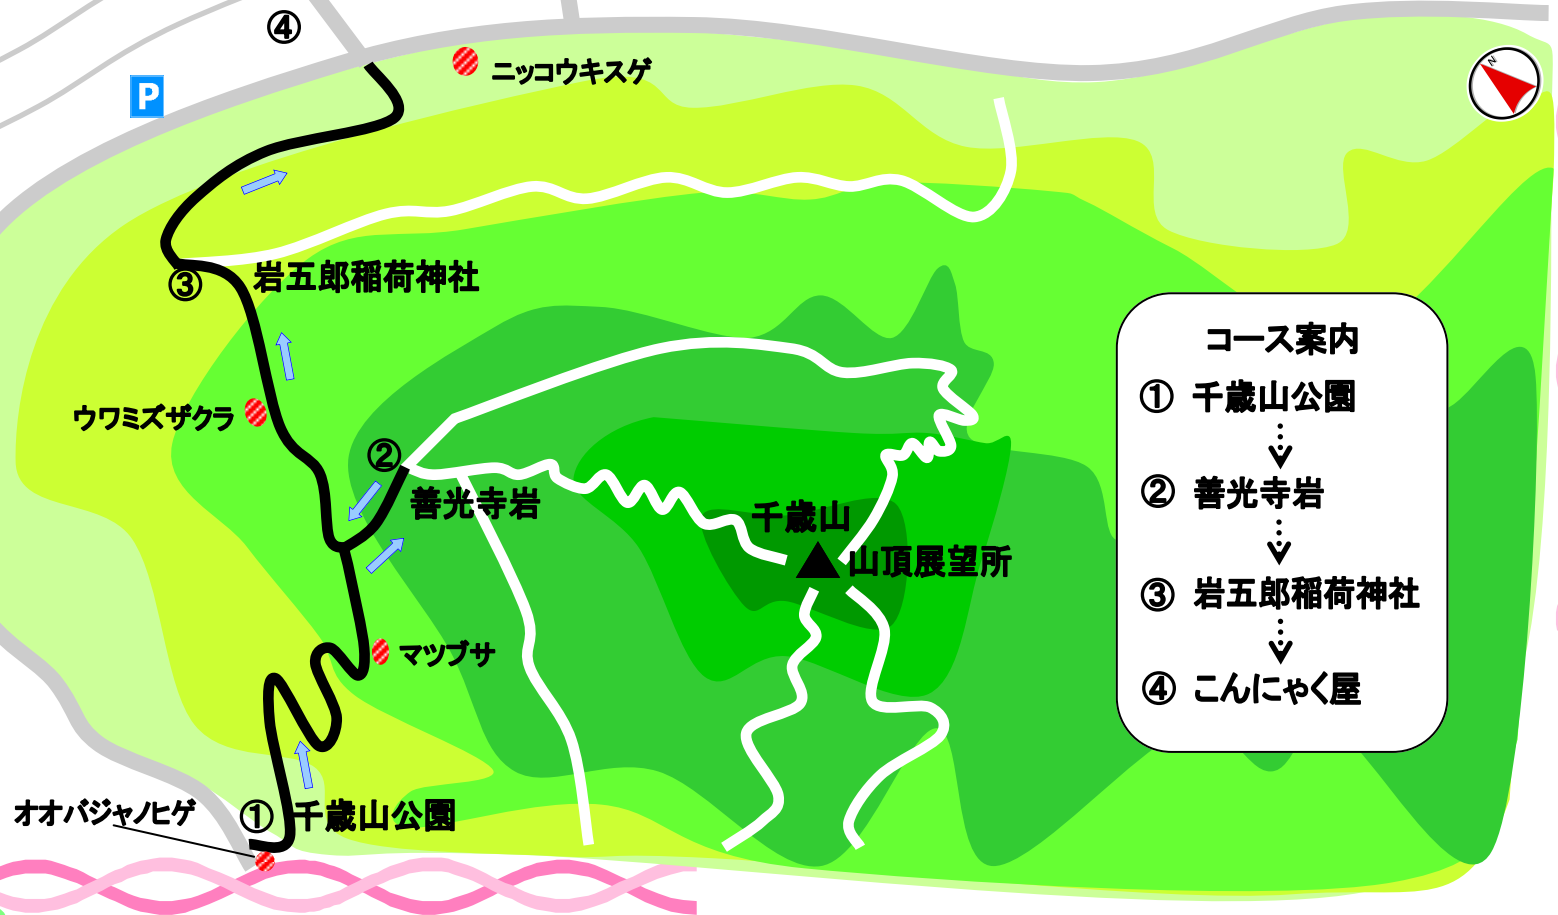 ④
ニッコウキスゲ
P
N
③
岩五郎稲荷神社
ウワミズザクラ
②
善光寺岩
千歳山
山頂展望所
マツブサ
オオバジャノヒゲ
① 千歳山公園
コース案内
① 千歳山公園
② 善光寺岩
③ 岩五郎稲荷神社
④ こんにゃく屋